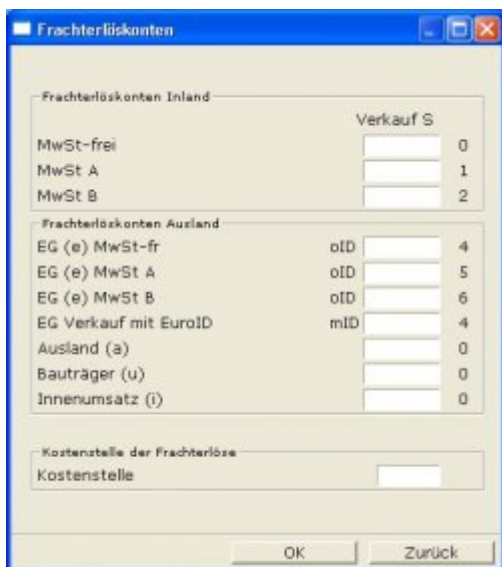 Frachterlöskonten
Frachterlöskonten Inland
Verkauf S
MwSt-frei 0
MwSt A 1
MwSt B 2
Frachterlöskonten Ausland
EG (e) MwSt-fr oID 4
EG (e) MwSt A oID 5
EG (e) MwSt B oID 6
EG Verkauf mit EuroID mID 4
Ausland (a) 0
Bauträger (u) 0
Innenumsatz (i) 0
Kostenstelle der Frachterlöse
Kostenstelle
OK Zurück